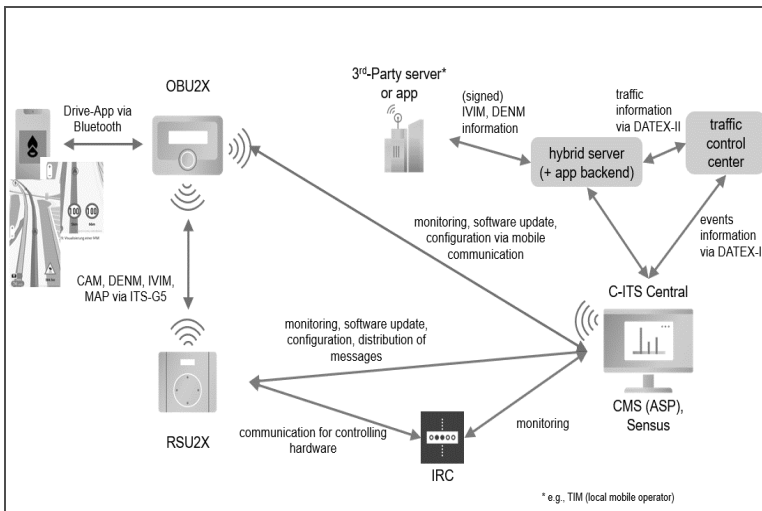 OBU2X
Drive-App via
Bluetooth
3rd-Party server*
or app
(signed)
IVIM, DENM
information
traffic
information
via DATEX-II
hybrid server
(+ app backend)
traffic
control
center
monitoring, software update,
configuration via mobile
communication
events
information
via DATEX-I
CAM, DENM, IVIM,
MAP via ITS-G5
C-ITS Central
monitoring, software update,
configuration, distribution of
messages
CMS (ASP),
Sensus
RSU2X
communication for controlling
hardware
monitoring
IRC
* e.g., TIM (local mobile operator)
100
100